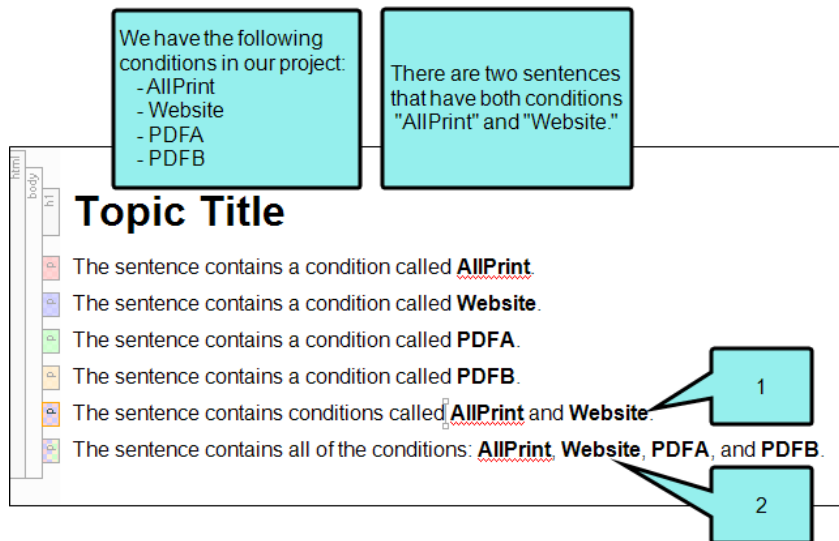 We have the following
conditions in our project:
- AllPrint
- Website
- PDFA
- PDFB
There are two sentences
that have both conditions
"AllPrint" and "Website."
html
body
h1
Topic Title
p
The sentence contains a condition called AllPrint.
p
The sentence contains a condition called Website.
p
The sentence contains a condition called PDFA.
p
The sentence contains a condition called PDFB.
p
The sentence contains conditions called AllPrint and Website.
1
p
The sentence contains all of the conditions: AllPrint, Website, PDFA, and PDFB.
2